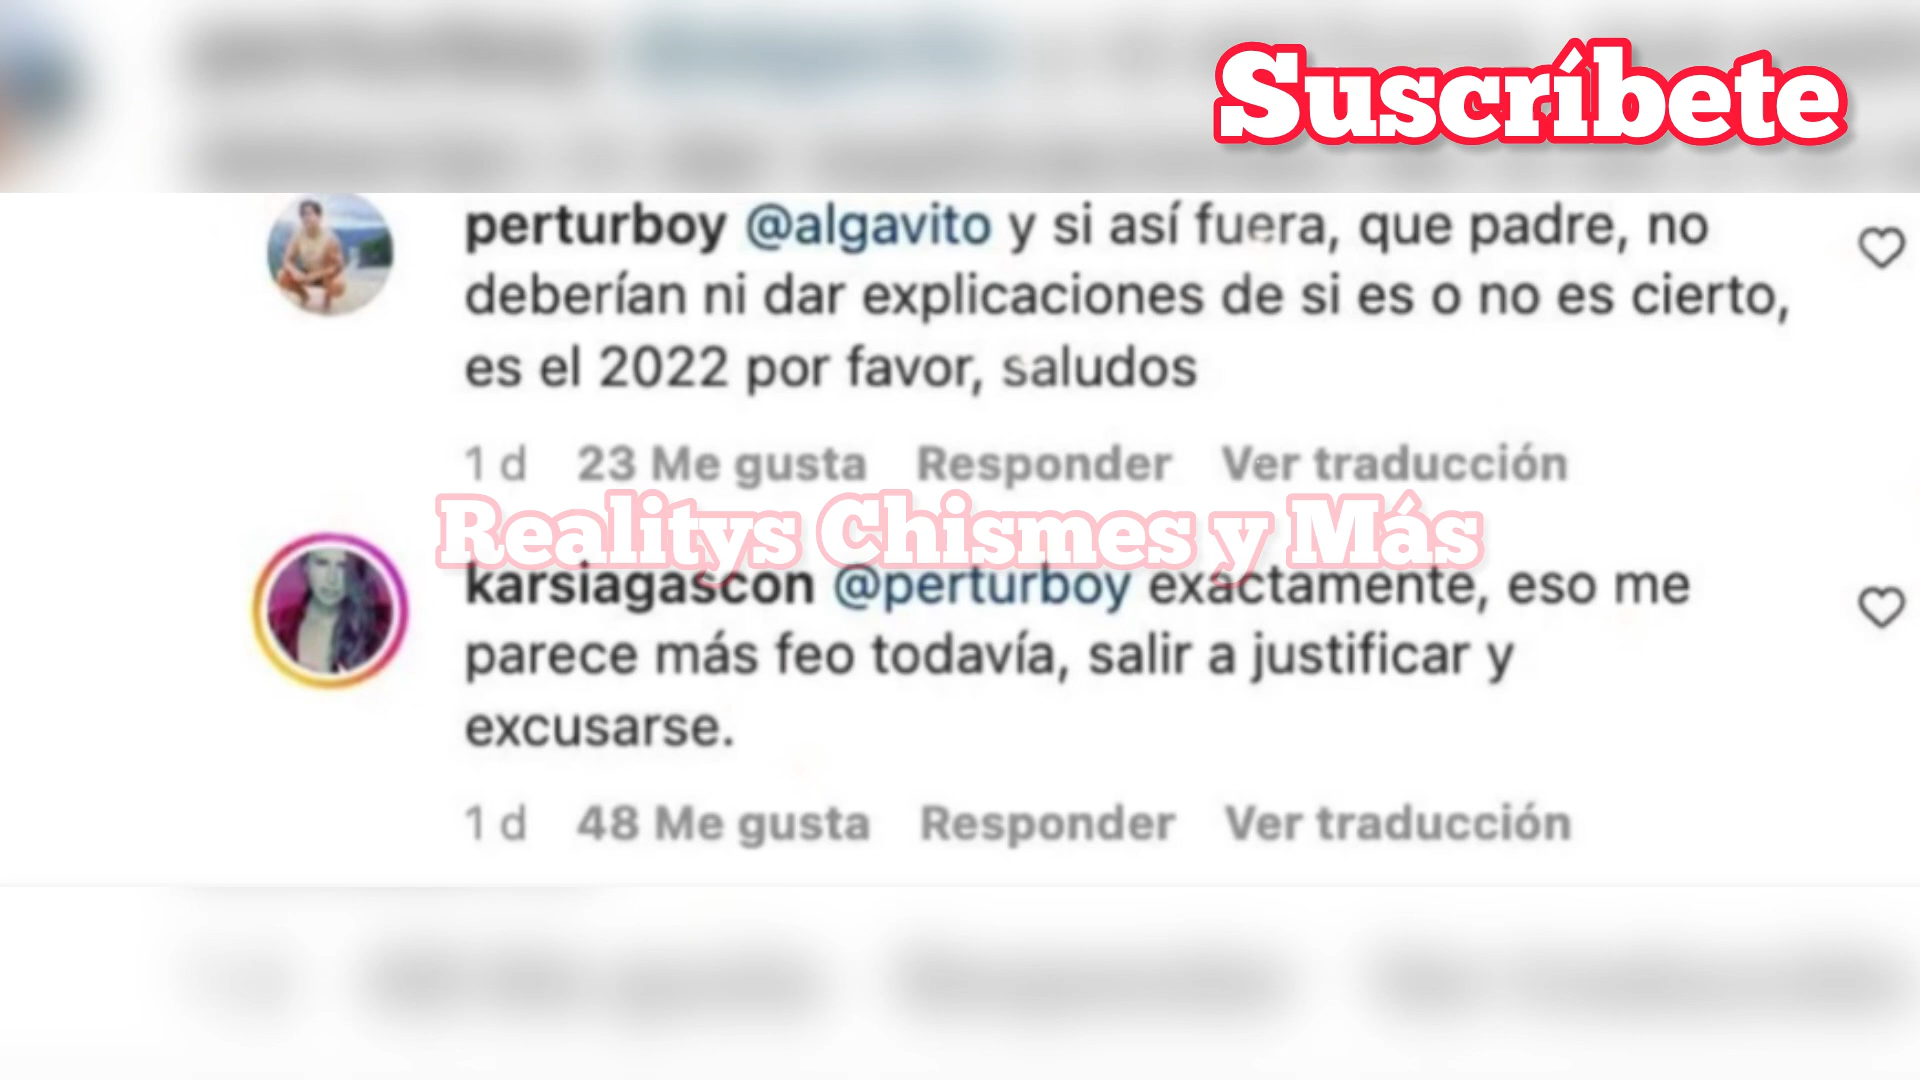 Suscríbete
perturboy @algavito y si así fuera, que padre, no
deberían ni dar explicaciones de si es o no es cierto,
es el 2022 por favor, saludos
1 d 23 Me gusta Responder Ver traducción
Realitys Chismes y Más
karsiagascon @perturboy exactamente, eso me
parece más feo todavía, salir a justificar y
excusarse.
1 d 48 Me gusta Responder Ver traducción